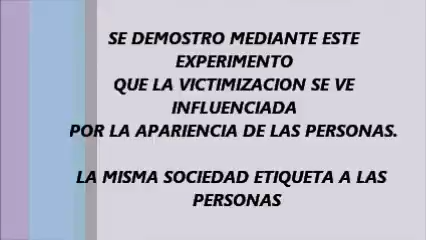 SE DEMOSTRO MEDIANTE ESTE
EXPERIMENTO
QUE LA VICTIMIZACION SE VE
INFLUENCIADA
POR LA APARIENCIA DE LAS PERSONAS.
LA MISMA SOCIEDAD ETIQUETA A LAS
PERSONAS